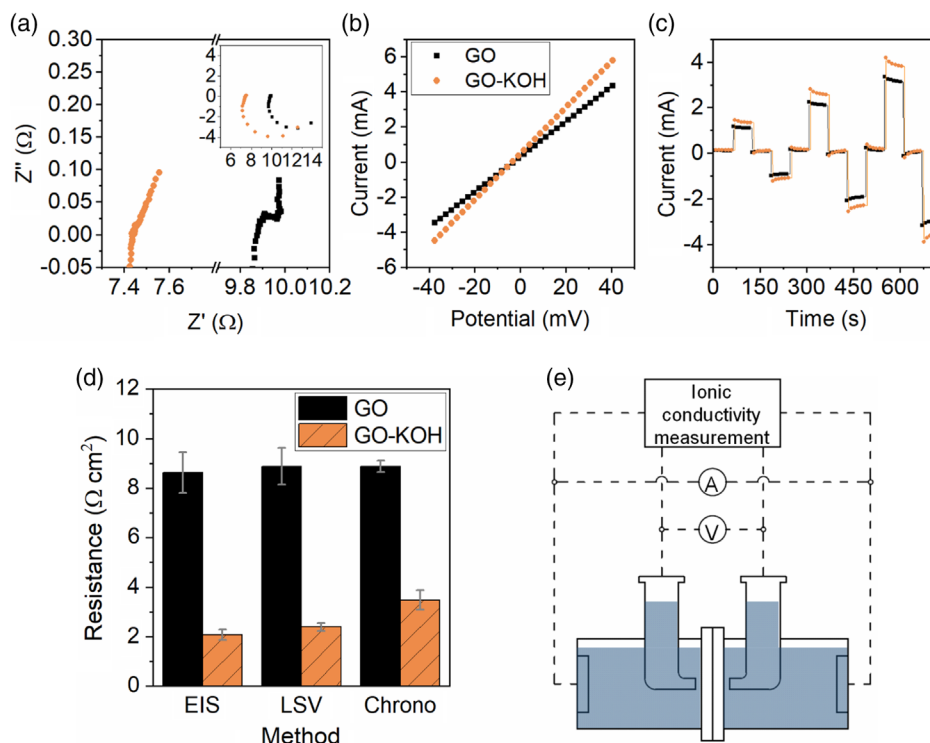 (a)
0.30
0.25
0.20
0.15
0.10
0.05
0.00
-0.05
Z'' (Ω)
4
2
0
-2
-4
6 8 10 12 14
7.4 7.6 9.8 10.0 10.2
Z' (Ω)
(b)
GO
GO-KOH
6
4
2
0
-2
-4
-6
Current (mA)
-40 -20 0 20 40
Potential (mV)
(c)
4
2
0
-2
-4
Current (mA)
0 150 300 450 600
Time (s)
(d)
12
10
8
6
4
2
0
Resistance (Ω cm²)
GO
GO-KOH
EIS LSV Chrono
Method
(e)
Ionic
conductivity
measurement
A
V